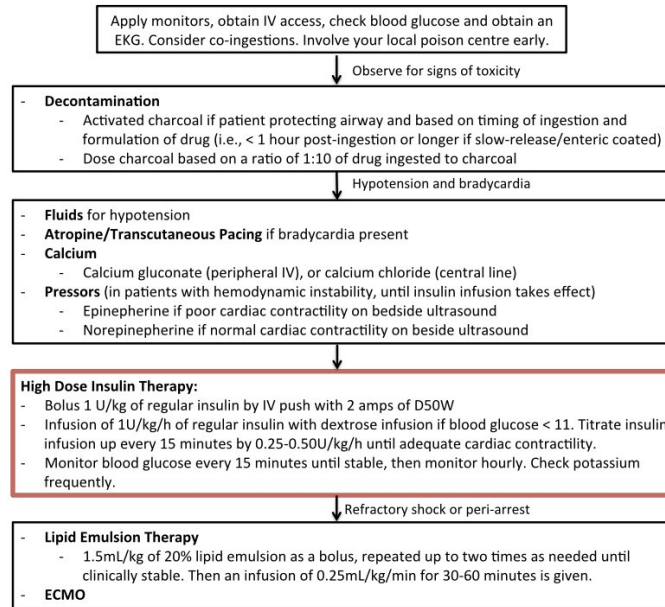 Apply monitors, obtain IV access, check blood glucose and obtain an
EKG. Consider co-ingestions. Involve your local poison centre early.
Observe for signs of toxicity
- Decontamination
- Activated charcoal if patient protecting airway and based on timing of ingestion and
formulation of drug (i.e., < 1 hour post-ingestion or longer if slow-release/enteric coated)
- Dose charcoal based on a ratio of 1:10 of drug ingested to charcoal
Hypotension and bradycardia
- Fluids for hypotension
- Atropine/Transcutaneous Pacing if bradycardia present
- Calcium
- Calcium gluconate (peripheral IV), or calcium chloride (central line)
- Pressors (in patients with hemodynamic instability, until insulin infusion takes effect)
- Epinepherine if poor cardiac contractility on bedside ultrasound
- Norepinepherine if normal cardiac contractility on beside ultrasound
High Dose Insulin Therapy:
- Bolus 1 U/kg of regular insulin by IV push with 2 amps of D50W
- Infusion of 1U/kg/h of regular insulin with dextrose infusion if blood glucose < 11. Titrate insulin
infusion up every 15 minutes by 0.25-0.50U/kg/h until adequate cardiac contractility.
- Monitor blood glucose every 15 minutes until stable, then monitor hourly. Check potassium
frequently.
Refractory shock or peri-arrest
- Lipid Emulsion Therapy
- 1.5mL/kg of 20% lipid emulsion as a bolus, repeated up to two times as needed until
clinically stable. Then an infusion of 0.25mL/kg/min for 30-60 minutes is given.
- ECMO